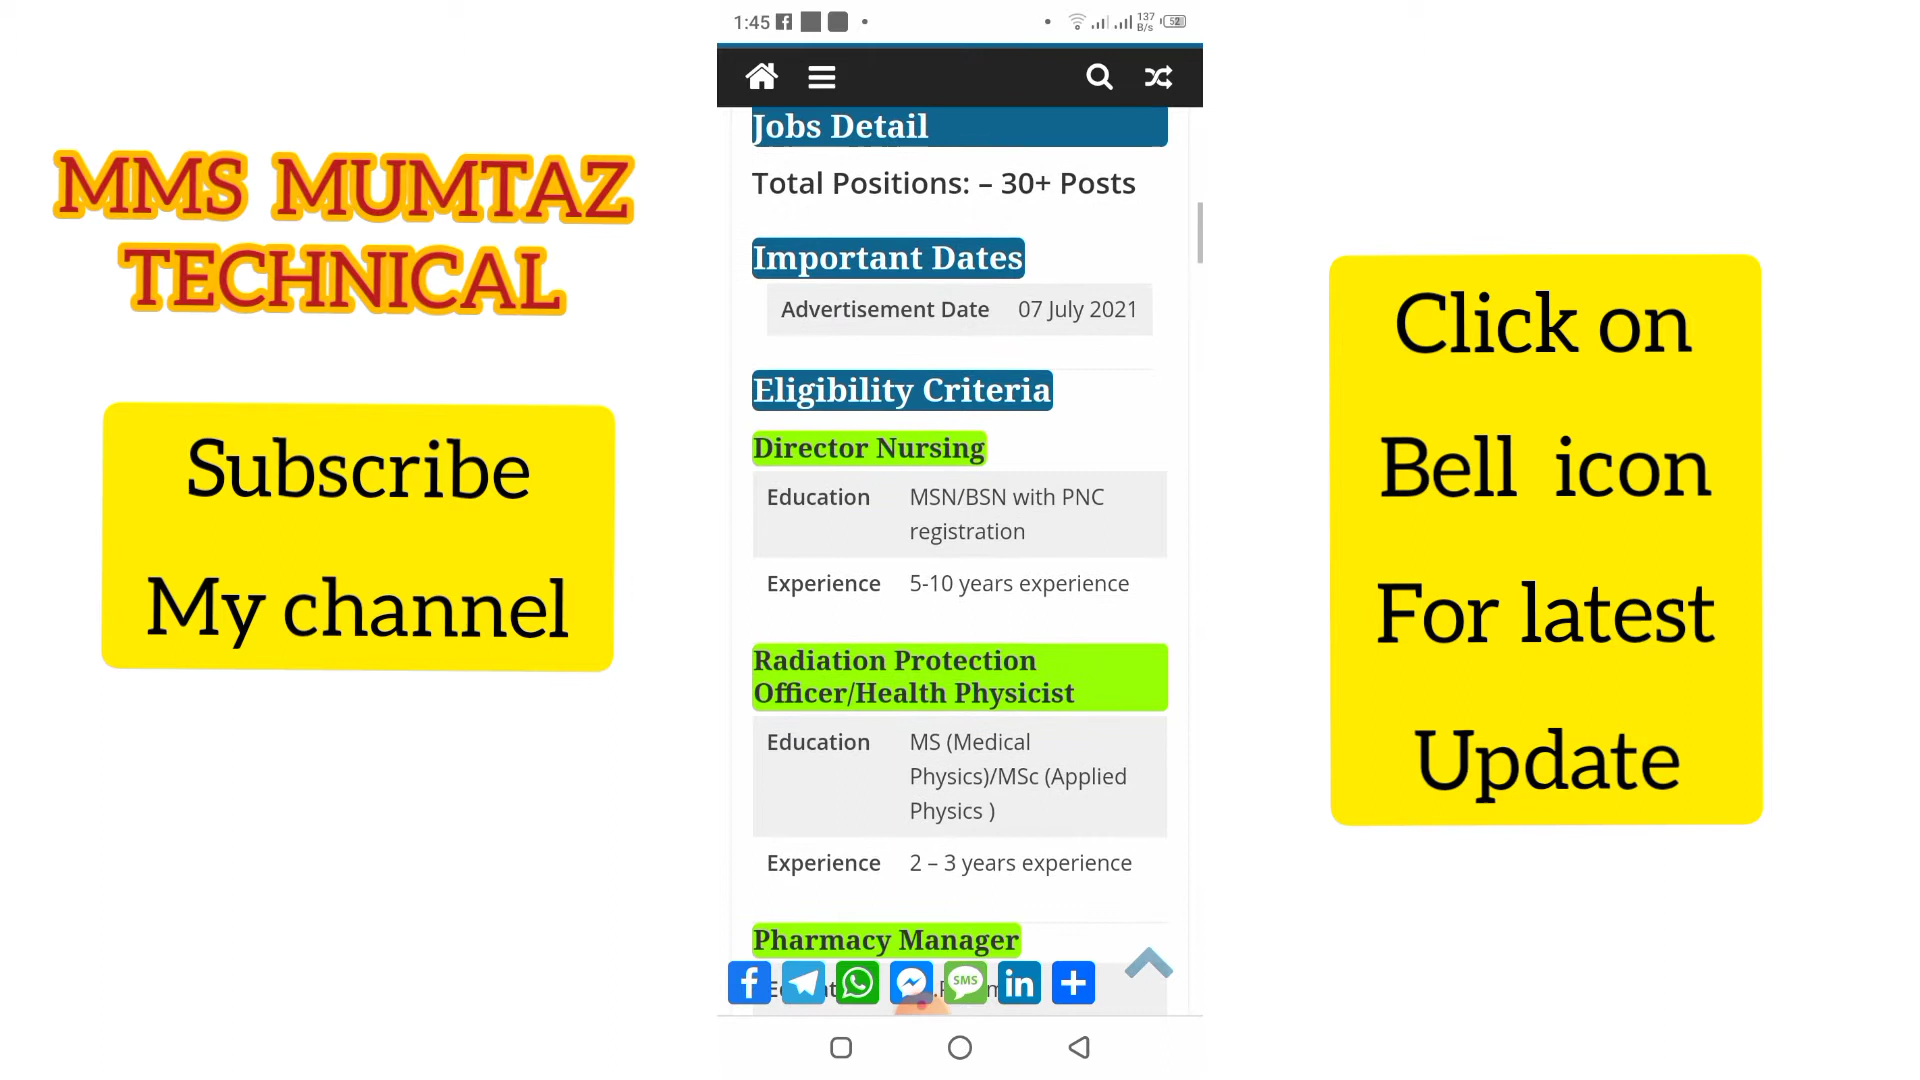 1:45
137
B/s
52
MMS MUMTAZ
TECHNICAL
Subscribe
My channel
Jobs Detail
Total Positions: – 30+ Posts
Important Dates
Advertisement Date 07 July 2021
Eligibility Criteria
Director Nursing
Education MSN/BSN with PNC
registration
Experience 5-10 years experience
Radiation Protection
Officer/Health Physicist
Education MS (Medical
Physics)/MSc (Applied
Physics )
Experience 2 – 3 years experience
Pharmacy Manager
SMS
Click on
Bell icon
For latest
Update